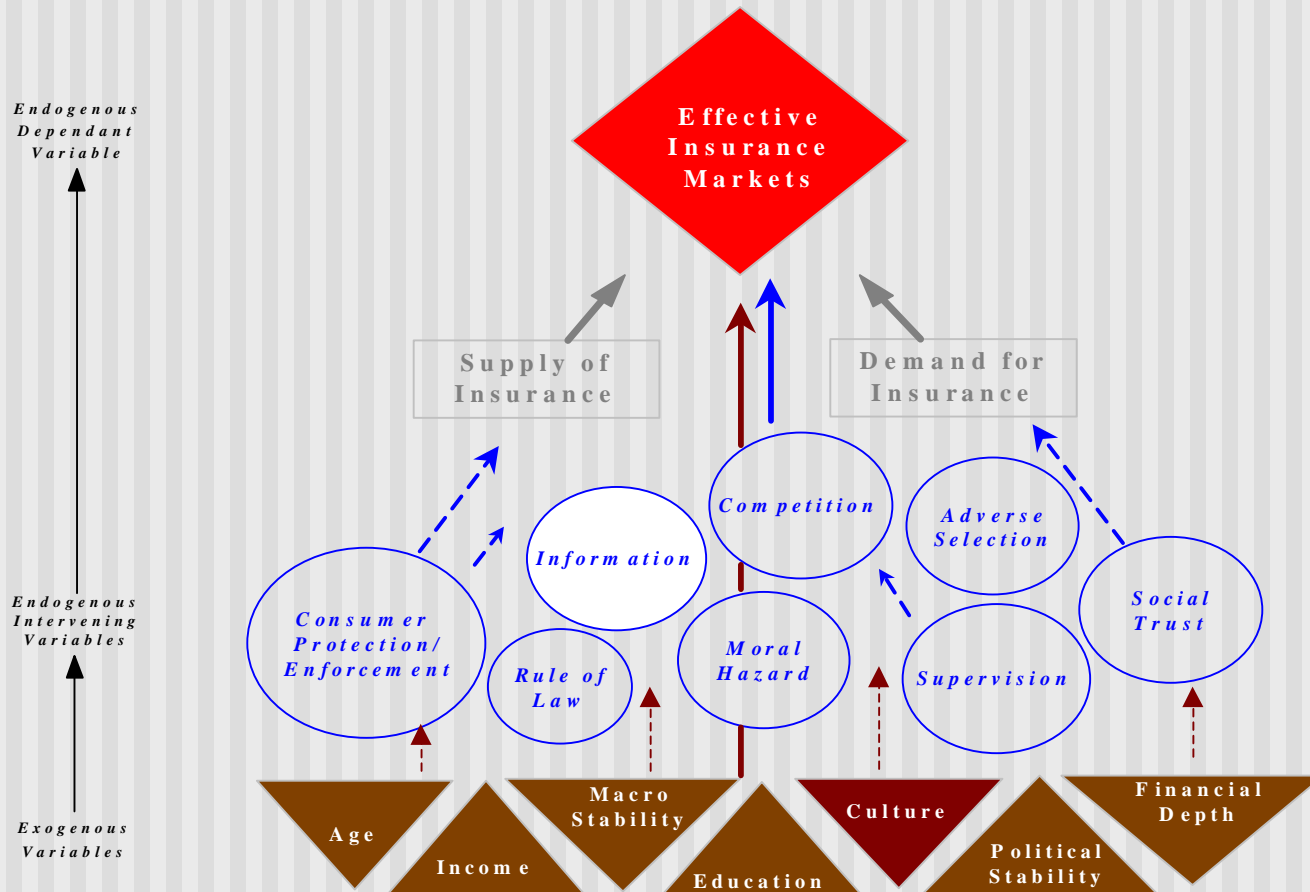 Endogenous
Dependant
Variable
Effective
Insurance
Markets
Supply of
Insurance
Demand for
Insurance
Competition
Adverse
Selection
Information
Endogenous
Intervening
Variables
Consumer
Protection/
Enforcement
Rule of
Law
Moral
Hazard
Supervision
Social
Trust
Exogenous
Variables
Age
Income
Macro
Stability
Education
Culture
Political
Stability
Financial
Depth